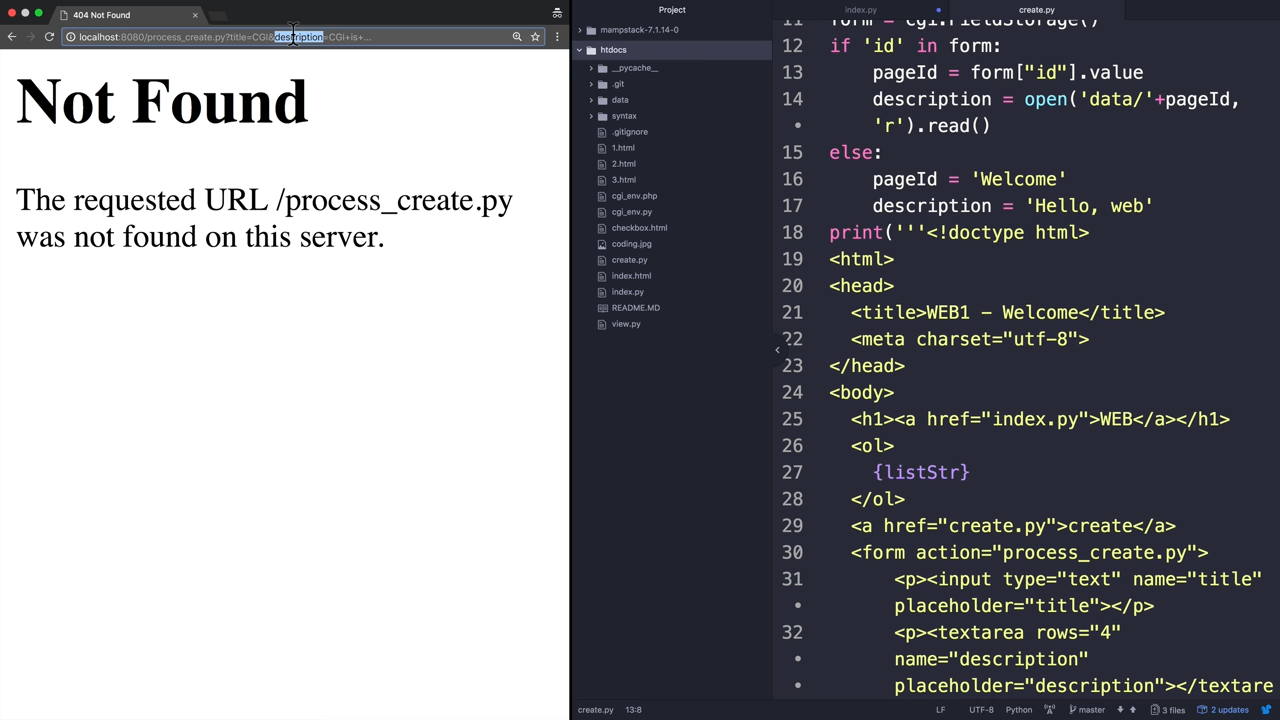 404 Not Found
localhost:8080/process_create.py?title=CGI&description=CGI+is+...
Not Found
The requested URL /process_create.py
was not found on this server.
Project
mampstack-7.1.14-0
htdocs
__pycache__
.git
data
syntax
.gitignore
1.html
2.html
3.html
cgi_env.php
cgi_env.py
checkbox.html
coding.jpg
create.py
index.html
index.py
README.MD
view.py
index.py
create.py
11 form = cgi.FieldStorage()
12 if 'id' in form:
13 pageId = form["id"].value
14 description = open('data/'+pageId,
• 'r').read()
15 else:
16 pageId = 'Welcome'
17 description = 'Hello, web'
18 print('''<!doctype html>
19 <html>
20 <head>
21 <title>WEB1 - Welcome</title>
22 <meta charset="utf-8">
23 </head>
24 <body>
25 <h1><a href="index.py">WEB</a></h1>
26 <ol>
27 {listStr}
28 </ol>
29 <a href="create.py">create</a>
30 <form action="process_create.py">
31 <p><input type="text" name="title"
• placeholder="title"></p>
32 <p><textarea rows="4"
• name="description"
• placeholder="description"></textare
create.py 13:8
LF UTF-8 Python master 3 files 2 updates